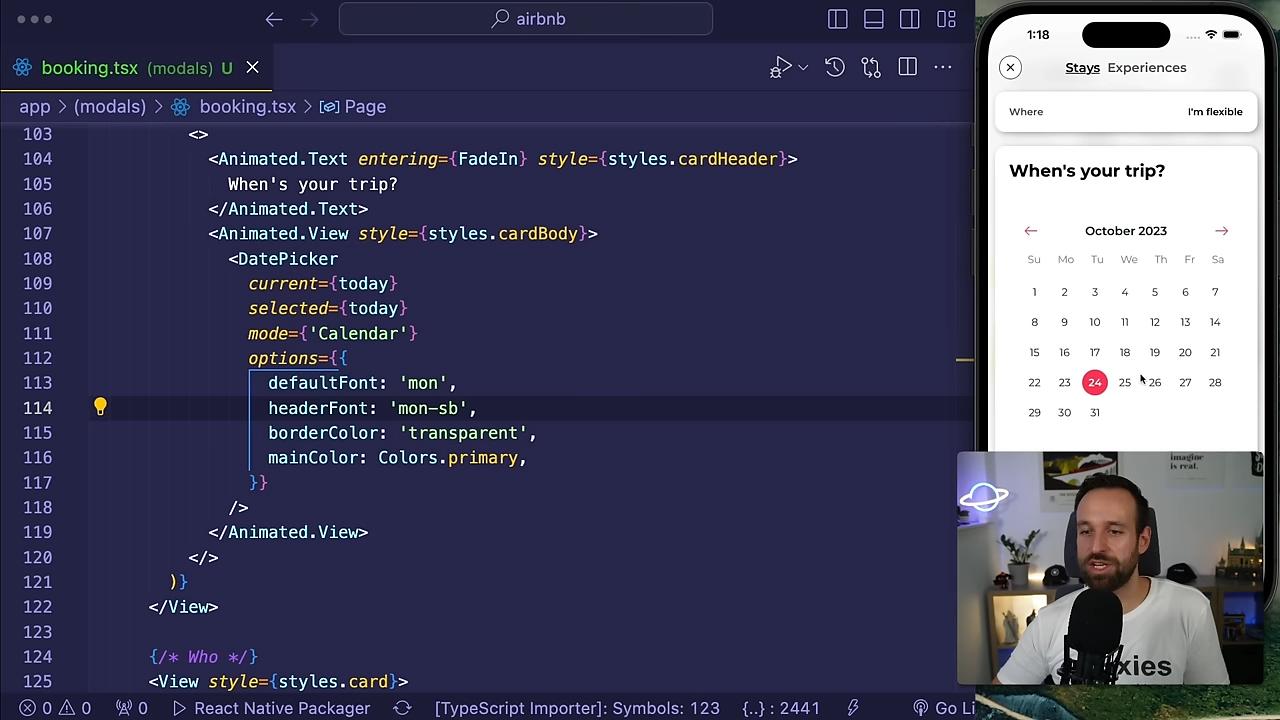 airbnb
booking.tsx (modals) U
app > (modals) > booking.tsx > Page
103 <>
104 <Animated.Text entering={FadeIn} style={styles.cardHeader}>
105 When's your trip?
106 </Animated.Text>
107 <Animated.View style={styles.cardBody}>
108 <DatePicker
109 current={today}
110 selected={today}
111 mode={'Calendar'}
112 options={{
113 defaultFont: 'mon',
114 headerFont: 'mon-sb',
115 borderColor: 'transparent',
116 mainColor: Colors.primary,
117 }}
118 />
119 </Animated.View>
120 </>
121 )}
122 </View>
123
124 {/* Who */}
125 <View style={styles.card}>
0 0 0 React Native Packager [TypeScript Importer]: Symbols: 123 {..} : 2441 Go Li
1:18
Stays Experiences
Where I'm flexible
When's your trip?
October 2023
Su Mo Tu We Th Fr Sa
1 2 3 4 5 6 7
8 9 10 11 12 13 14
15 16 17 18 19 20 21
22 23 24 25 26 27 28
29 30 31
imagine
is real.